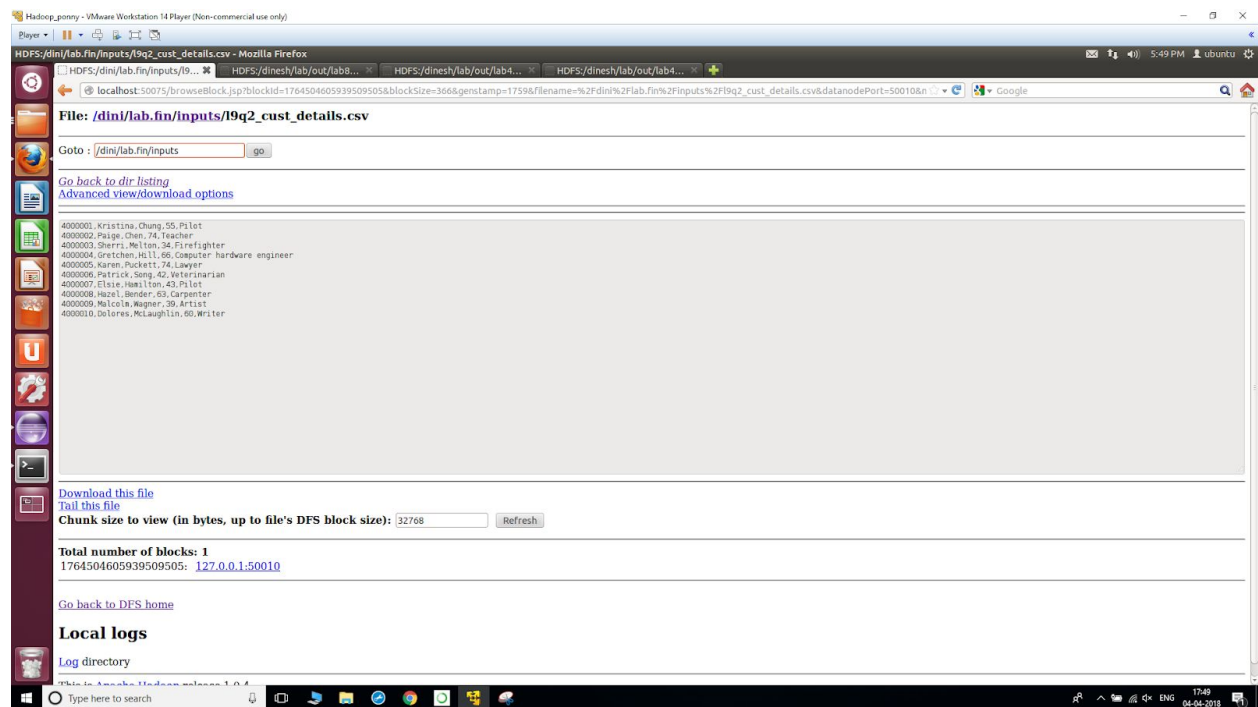 Hadoop_ponny - VMware Workstation 14 Player (Non-commercial use only)
Player
HDFS:/dini/lab.fin/inputs/l9q2_cust_details.csv - Mozilla Firefox
5:49 PM ubuntu
HDFS:/dini/lab.fin/inputs/l9... HDFS:/dinesh/lab/out/lab8... HDFS:/dinesh/lab/out/lab4... HDFS:/dinesh/lab/out/lab4...
localhost:50075/browseBlock.jsp?blockId=1764504605939509505&blockSize=366&genstamp=1759&filename=%2Fdini%2Flab.fin%2Finputs%2Fl9q2_cust_details.csv&datanodePort=50010&n Google
File: /dini/lab.fin/inputs/l9q2_cust_details.csv
Goto : /dini/lab.fin/inputs go
Go back to dir listing
Advanced view/download options
4000001,Kristina,Chung,55,Pilot
4000002,Paige,Chen,74,Teacher
4000003,Sherri,Melton,34,Firefighter
4000004,Gretchen,Hill,66,Computer hardware engineer
4000005,Karen,Puckett,74,Lawyer
4000006,Patrick,Song,42,Veterinarian
4000007,Elsie,Hamilton,43,Pilot
4000008,Hazel,Bender,63,Carpenter
4000009,Malcolm,Wagner,39,Artist
4000010,Dolores,McLaughlin,60,Writer
Download this file
Tail this file
Chunk size to view (in bytes, up to file's DFS block size): 32768 Refresh
Total number of blocks: 1
1764504605939509505: 127.0.0.1:50010
Go back to DFS home
Local logs
Log directory
This is Apache Hadoop release 1.0.4
Type here to search
ENG 17:49
04-04-2018